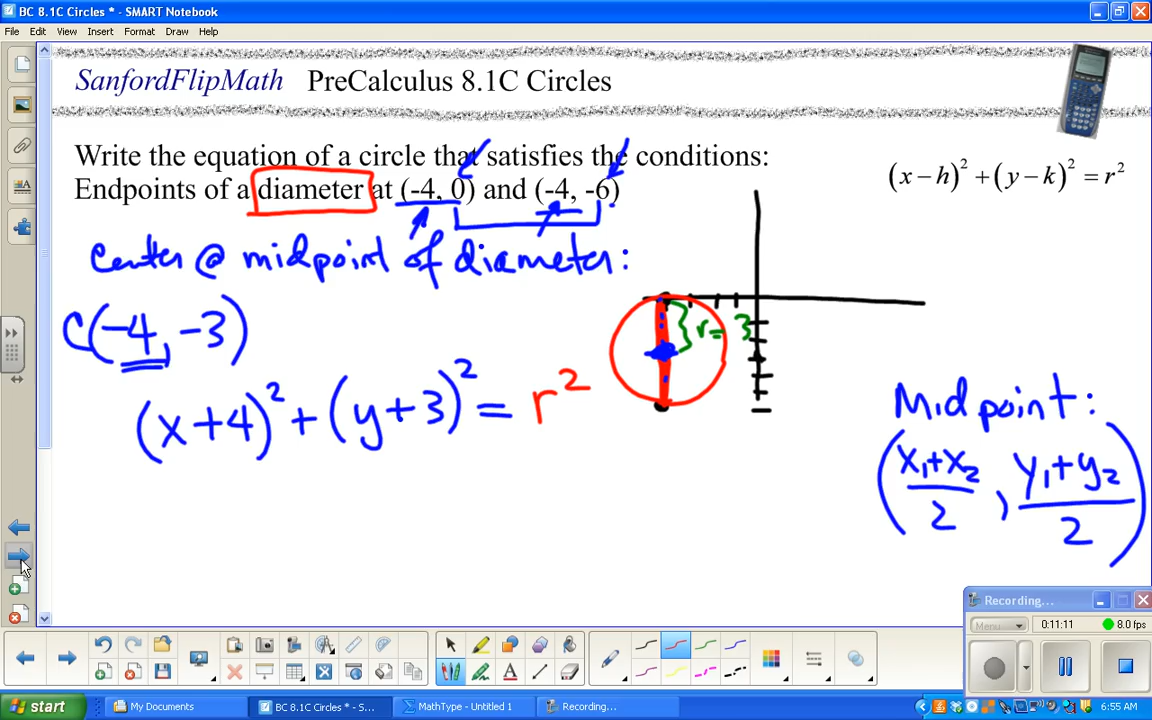 BC 8.1C Circles * - SMART Notebook
File Edit View Insert Format Tools Draw Help
SanfordFlipMath PreCalculus 8.1C Circles
Write the equation of a circle that satisfies the conditions:
Endpoints of a diameter at (-4, 0) and (-4, -6)
(x − h)² + (y − k)² = r²
center @ midpoint of diameter:
C(-4, -3)
r = 3
(x+4)² + (y+3)² = r²
Midpoint:
(x₁+x₂/2, y₁+y₂/2)
Recording...
Menu
0:11:11 8.0 fps
start My Documents BC 8.1C Circles * - S... MathType - Untitled 1 Recording... 6:55 AM